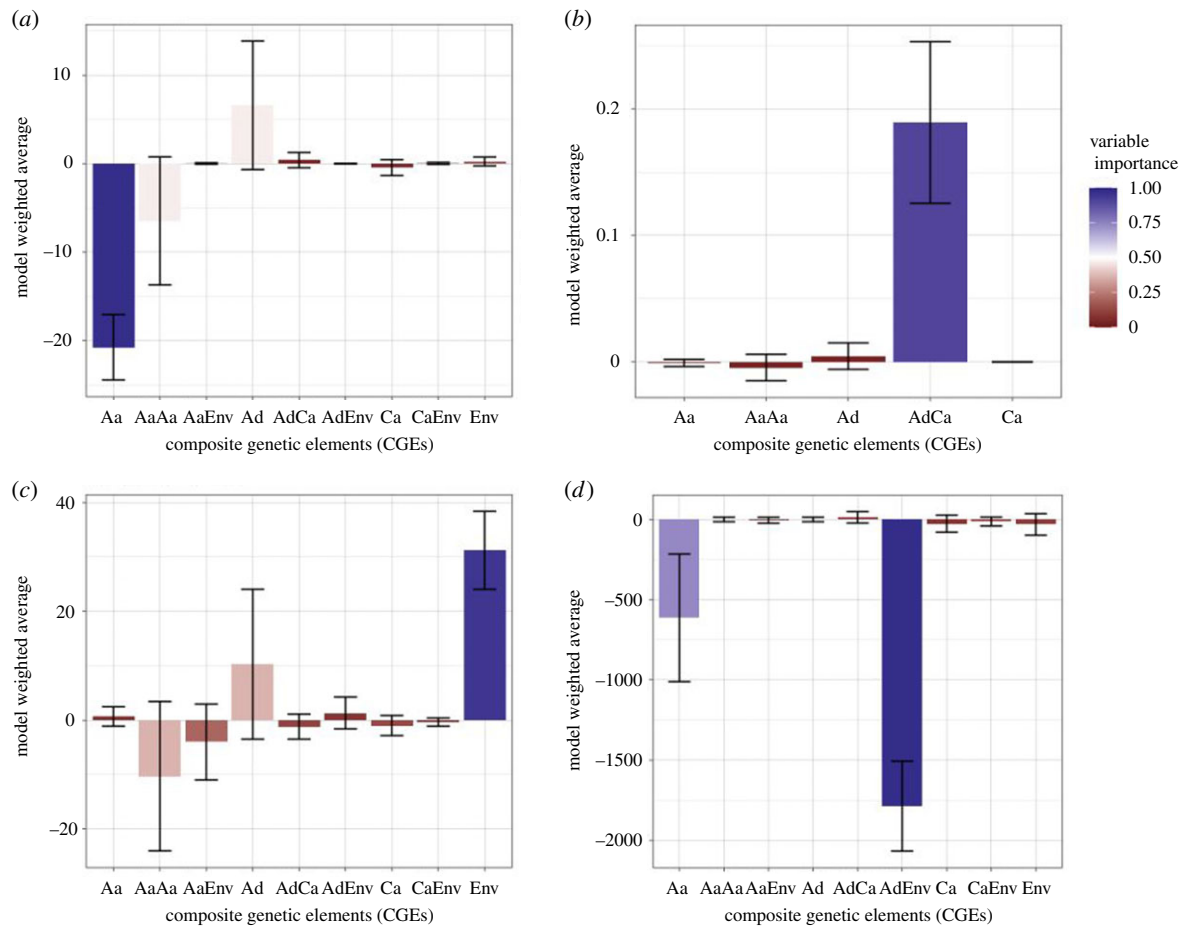 (a)
10
0
–10
–20
model weighted average
Aa AaAa AaEnv Ad AdCa AdEnv Ca CaEnv Env
composite genetic elements (CGEs)
(b)
0.2
0.1
0
model weighted average
Aa AaAa Ad AdCa Ca
composite genetic elements (CGEs)
variable
importance
1.00
0.75
0.50
0.25
0
(c)
40
20
0
–20
model weighted average
Aa AaAa AaEnv Ad AdCa AdEnv Ca CaEnv Env
composite genetic elements (CGEs)
(d)
0
–500
–1000
–1500
–2000
model weighted average
Aa AaAa AaEnv Ad AdCa AdEnv Ca CaEnv Env
composite genetic elements (CGEs)